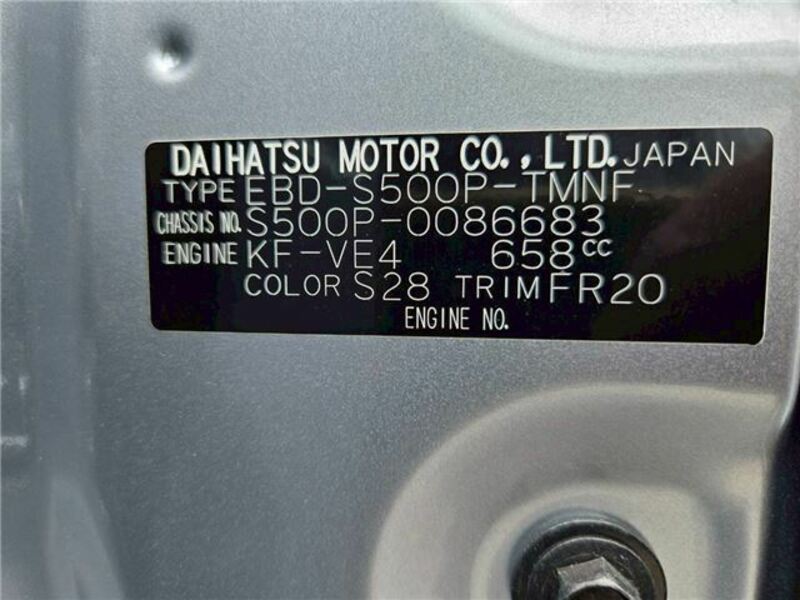 DAIHATSU MOTOR CO., LTD. JAPAN
TYPE EBD-S500P-TMNF
CHASSIS NO. S500P-0086683
ENGINE KF-VE4 658cc
COLOR S28 TRIM FR20
ENGINE NO.